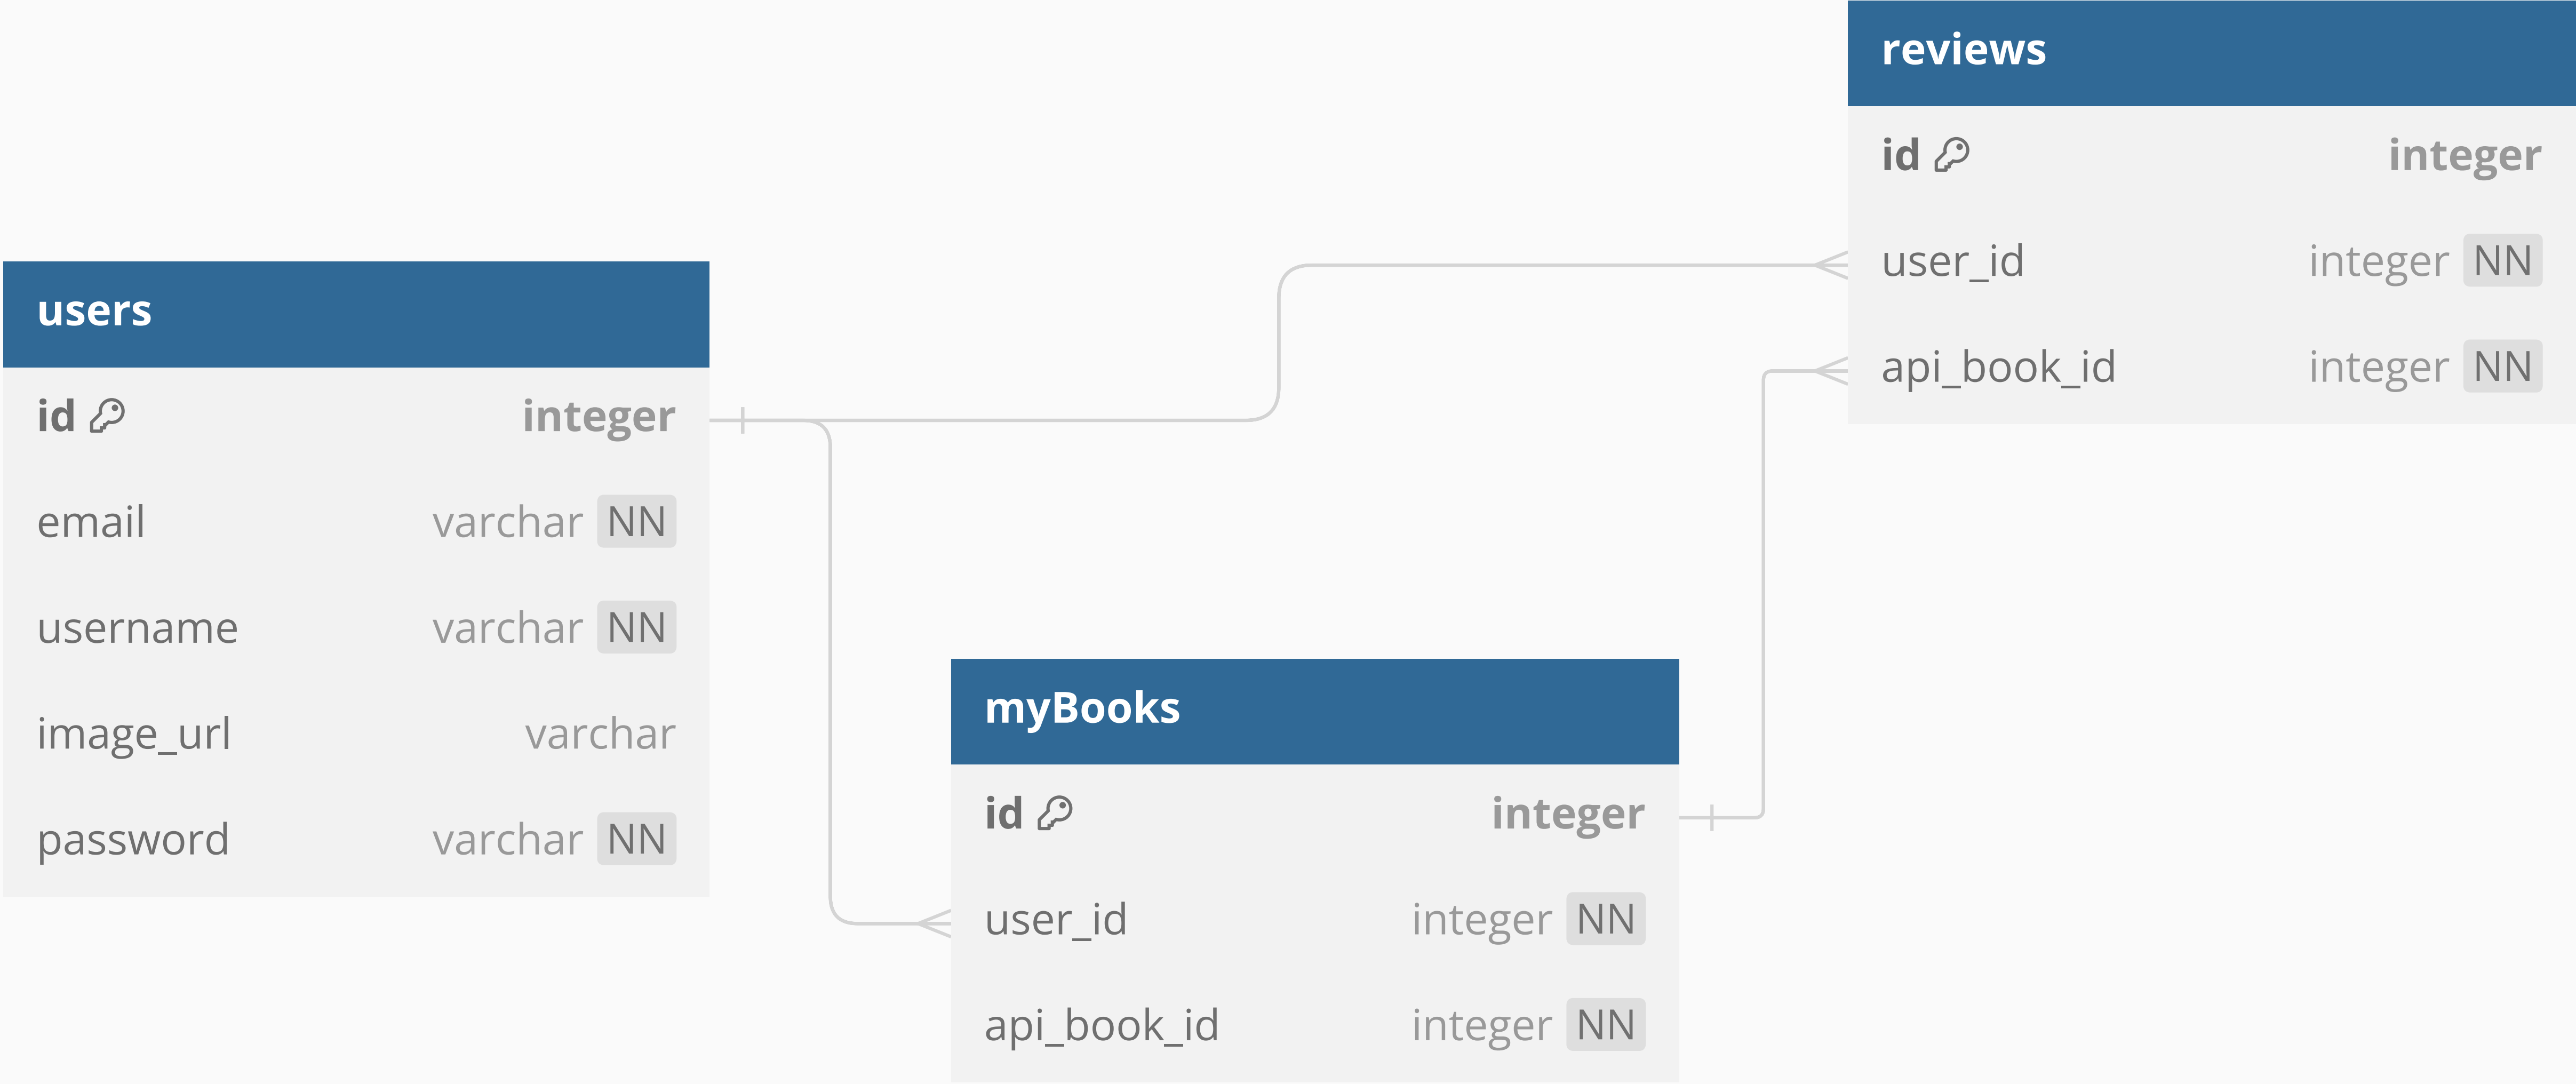 users
id integer
email varchar NN
username varchar NN
image_url varchar
password varchar NN
myBooks
id integer
user_id integer NN
api_book_id integer NN
reviews
id integer
user_id integer NN
api_book_id integer NN